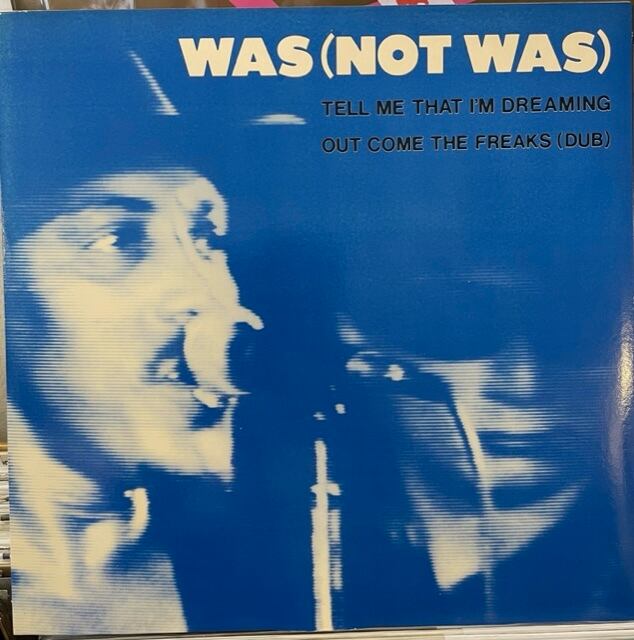 WAS (NOT WAS)
TELL ME THAT I'M DREAMING
OUT COME THE FREAKS (DUB)